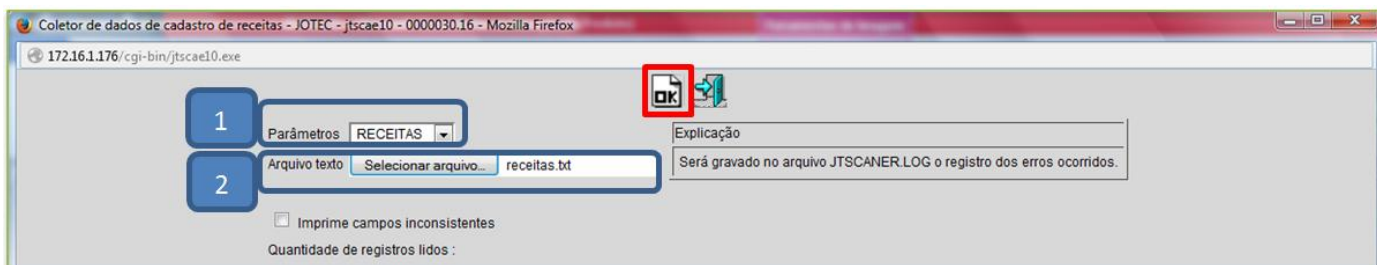 Coletor de dados de cadastro de receitas - JOTEC - jtscae10 - 0000030.16 - Mozilla Firefox
172.16.1.176/cgi-bin/jtscae10.exe
OK
1
Parâmetros RECEITAS
Explicação
2
Arquivo texto Selecionar arquivo... receitas.txt
Será gravado no arquivo JTSCANER.LOG o registro dos erros ocorridos.
Imprime campos inconsistentes
Quantidade de registros lidos :